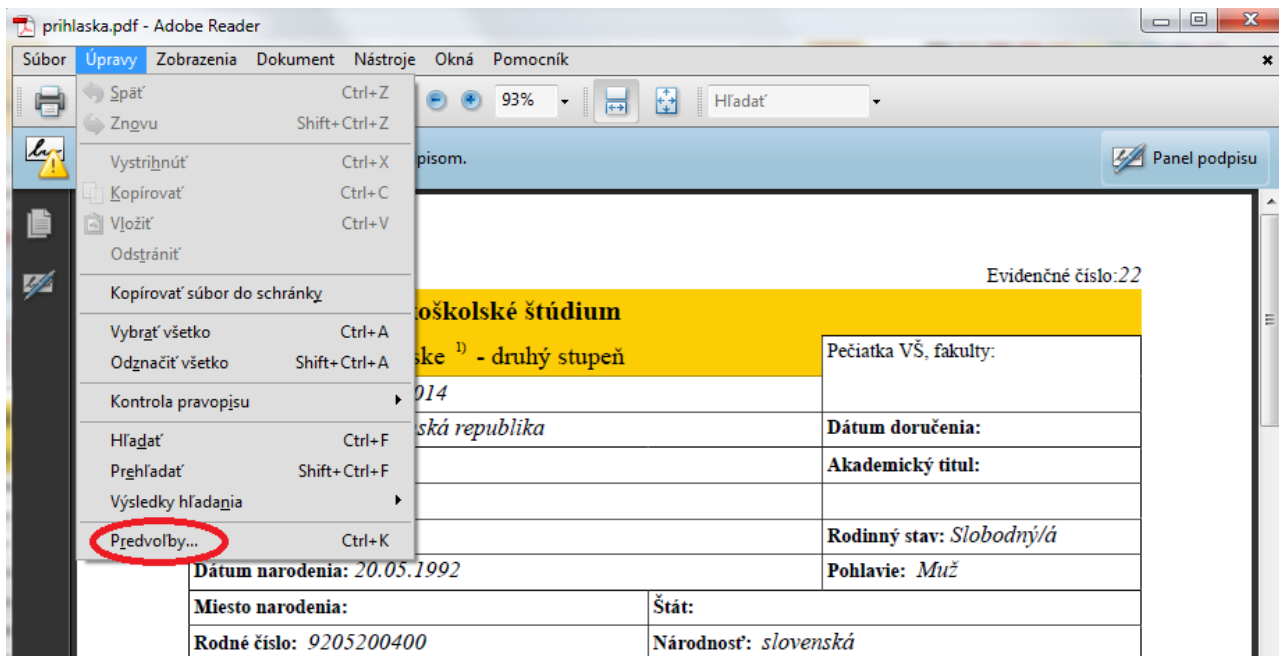 prihlaska.pdf - Adobe Reader
Súbor Úpravy Zobrazenia Dokument Nástroje Okná Pomocník
93% Hľadať
Späť Ctrl+Z
Znovu Shift+Ctrl+Z
Vystrihnúť Ctrl+X
Kopírovať Ctrl+C
Vložiť Ctrl+V
Odstrániť
Kopírovať súbor do schránky
Vybrať všetko Ctrl+A
Odznačiť všetko Shift+Ctrl+A
Kontrola pravopisu
Hľadať Ctrl+F
Prehľadať Shift+Ctrl+F
Výsledky hľadania
Predvoľby... Ctrl+K
pisom.
Panel podpisu
Evidenčné číslo:22
oškolské štúdium
ske 1) - druhý stupeň
Pečiatka VŠ, fakulty:
014
ská republika
Dátum doručenia:
Akademický titul:
Rodinný stav: Slobodný/á
Dátum narodenia: 20.05.1992
Pohlavie: Muž
Miesto narodenia:
Štát:
Rodné číslo: 9205200400
Národnosť: slovenská